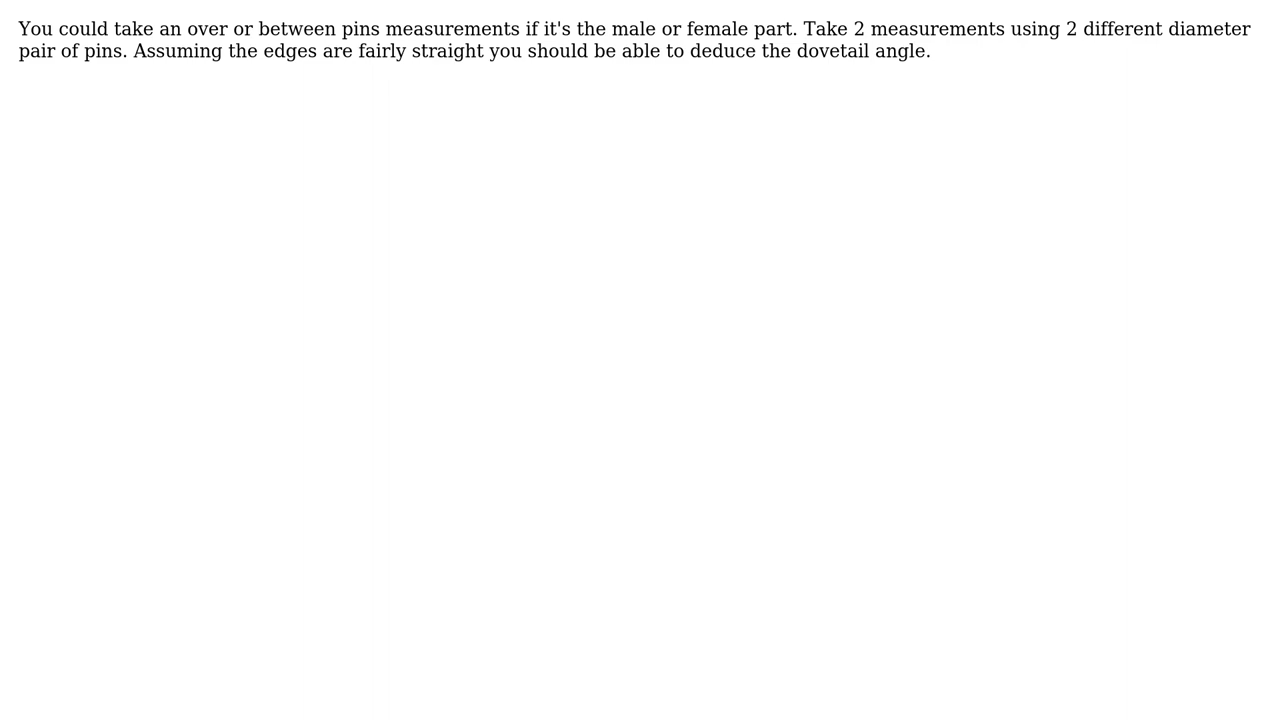 You could take an over or between pins measurements if it's the male or female part. Take 2 measurements using 2 different diameter
pair of pins. Assuming the edges are fairly straight you should be able to deduce the dovetail angle.